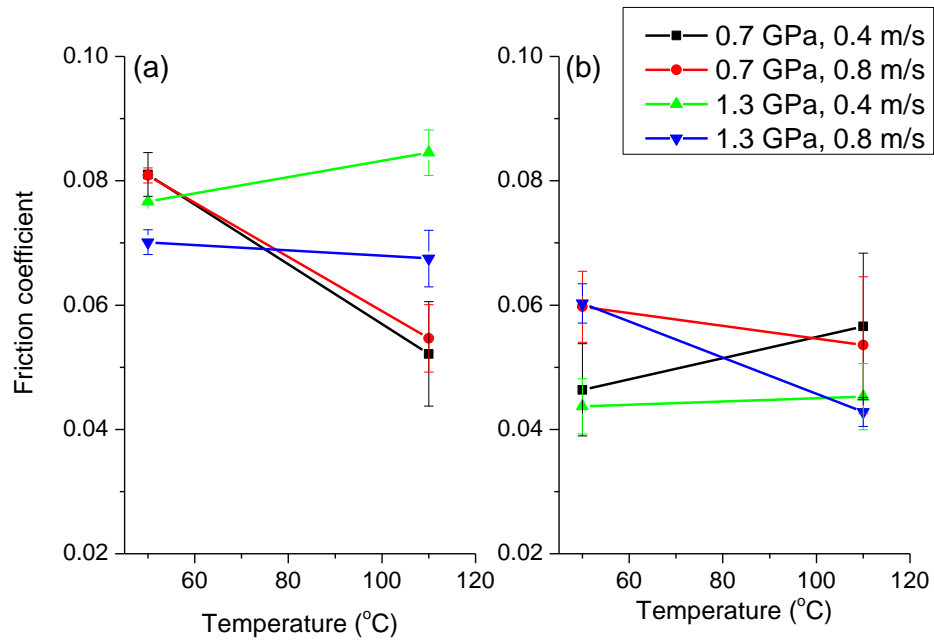 0.7 GPa, 0.4 m/s
0.7 GPa, 0.8 m/s
1.3 GPa, 0.4 m/s
1.3 GPa, 0.8 m/s
(a)
0.10
0.08
0.06
0.04
0.02
Friction coefficient
60 80 100 120
Temperature (°C)
(b)
0.10
0.08
0.06
0.04
0.02
60 80 100 120
Temperature (°C)